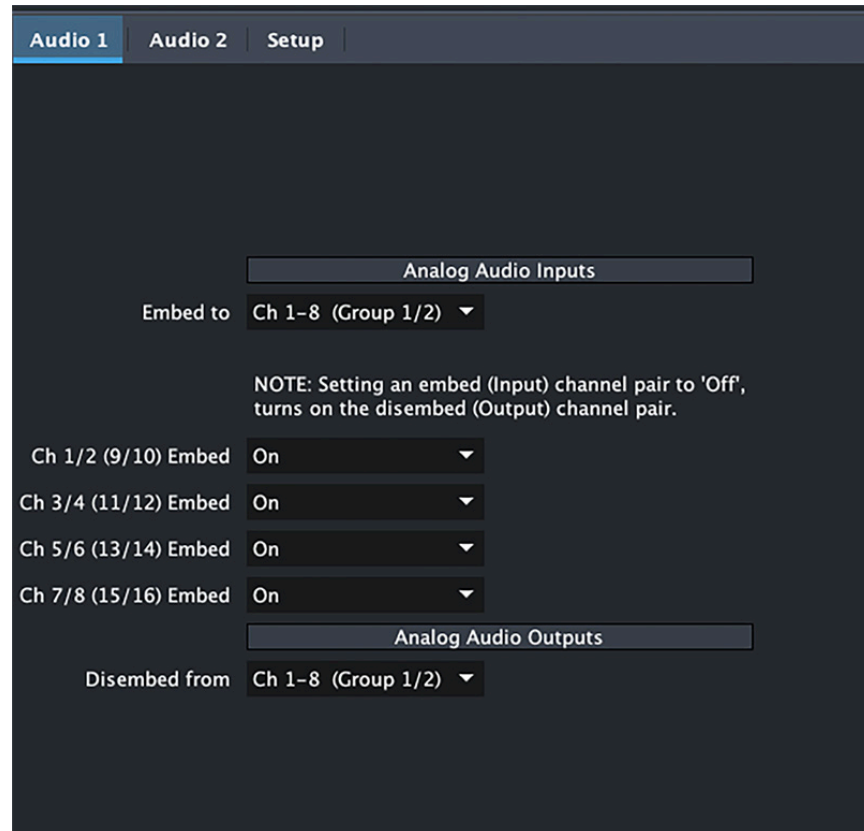 Audio 1 Audio 2 Setup
Analog Audio Inputs
Embed to Ch 1-8 (Group 1/2)
NOTE: Setting an embed (Input) channel pair to 'Off',
turns on the disembed (Output) channel pair.
Ch 1/2 (9/10) Embed On
Ch 3/4 (11/12) Embed On
Ch 5/6 (13/14) Embed On
Ch 7/8 (15/16) Embed On
Analog Audio Outputs
Disembed from Ch 1-8 (Group 1/2)